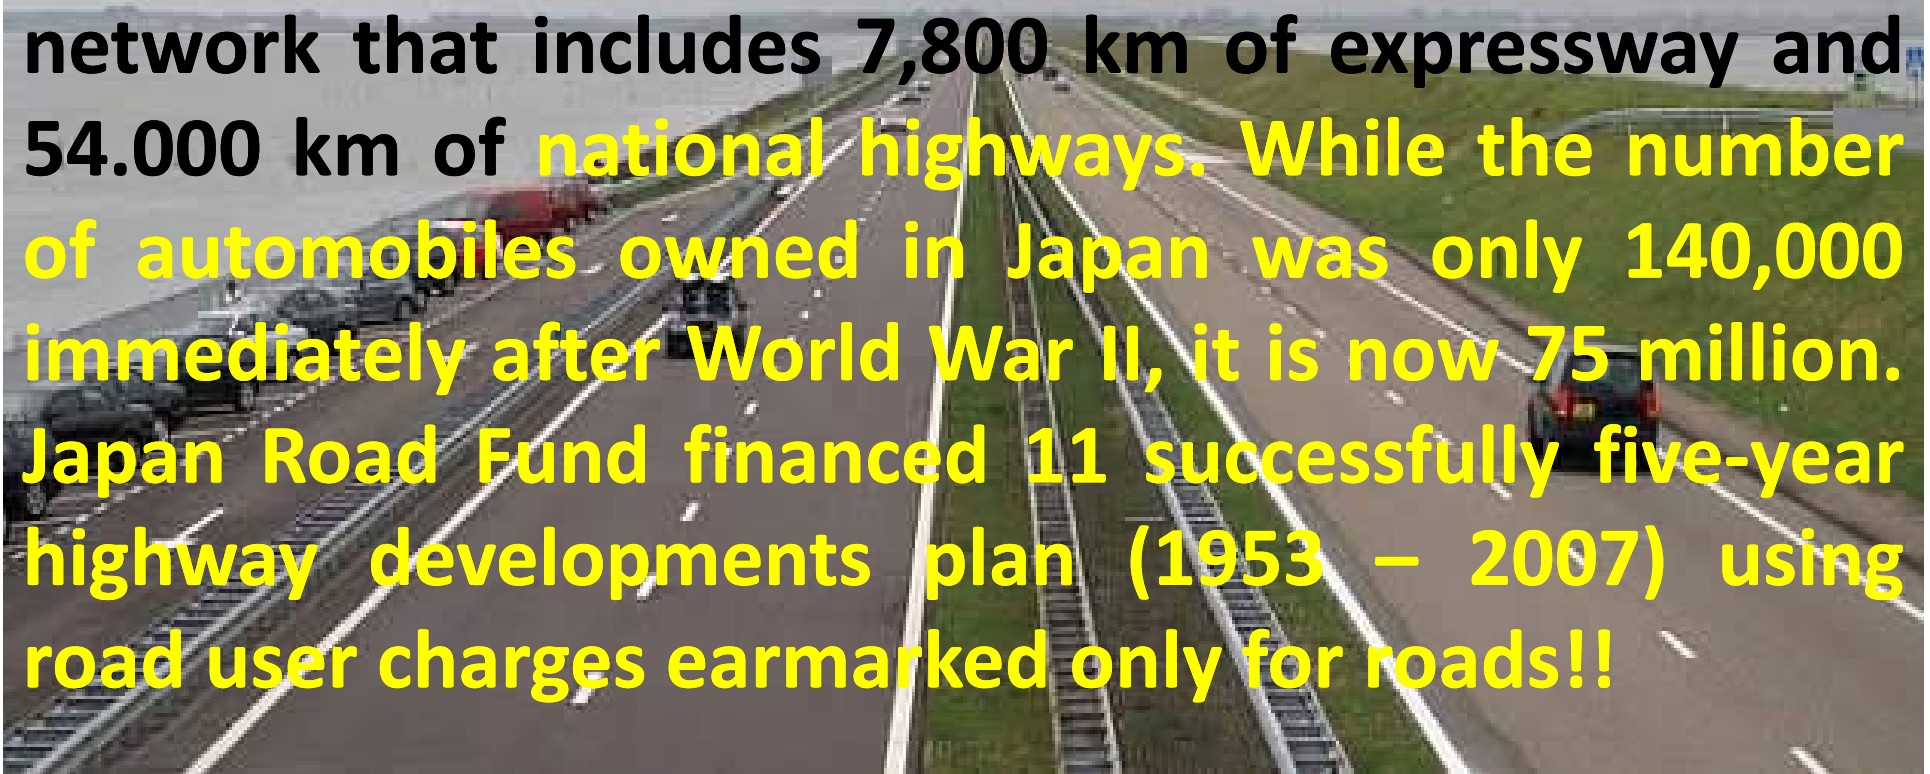 network that includes 7,800 km of expressway and
54.000 km of national highways. While the number
of automobiles owned in Japan was only 140,000
immediately after World War II, it is now 75 million.
Japan Road Fund financed 11 successfully five-year
highway developments plan (1953 – 2007) using
road user charges earmarked only for roads!!